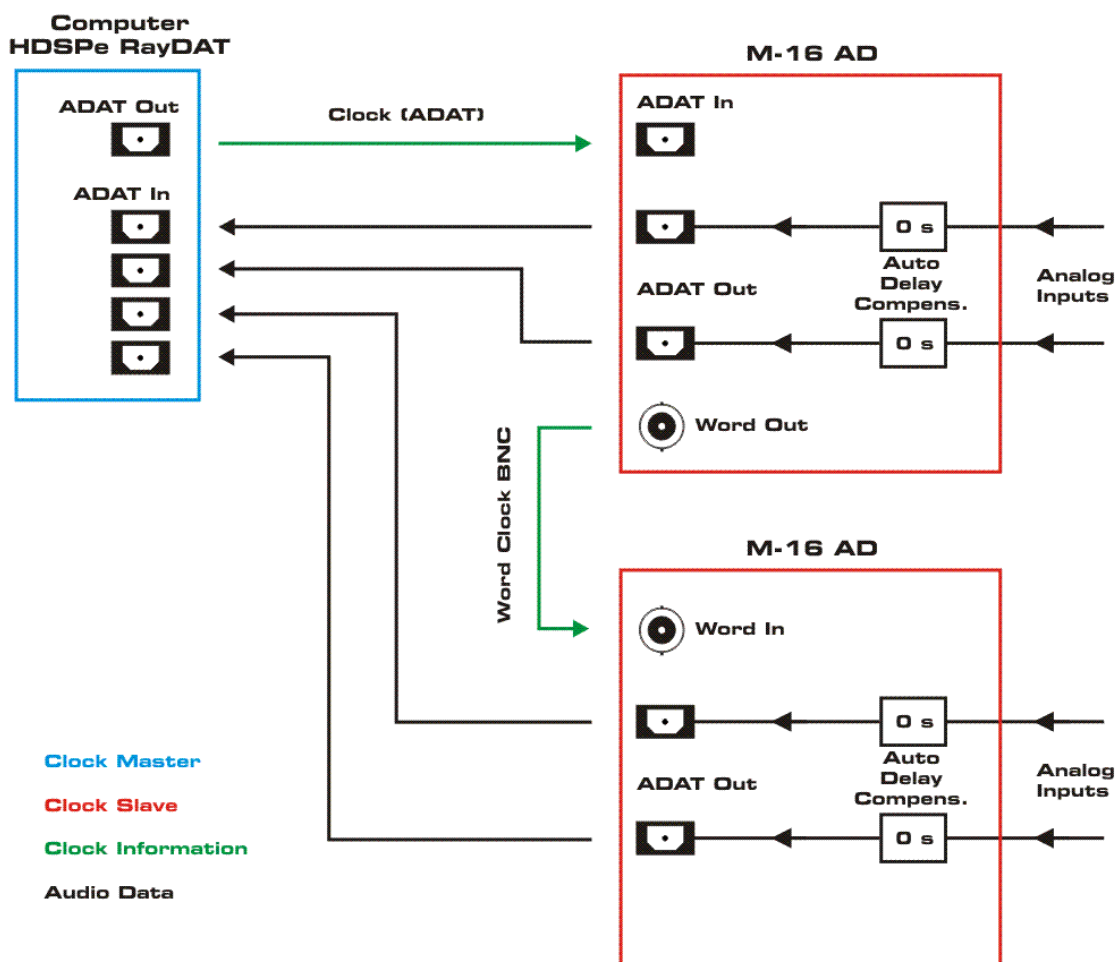 Computer
HDSPe RayDAT
ADAT Out
ADAT In
Clock (ADAT)
M-16 AD
ADAT In
0 s
Auto
Delay
Compens.
Analog
Inputs
ADAT Out
0 s
Word Out
Word Clock BNC
M-16 AD
Word In
0 s
Auto
Delay
Compens.
Analog
Inputs
ADAT Out
0 s
Clock Master
Clock Slave
Clock Information
Audio Data